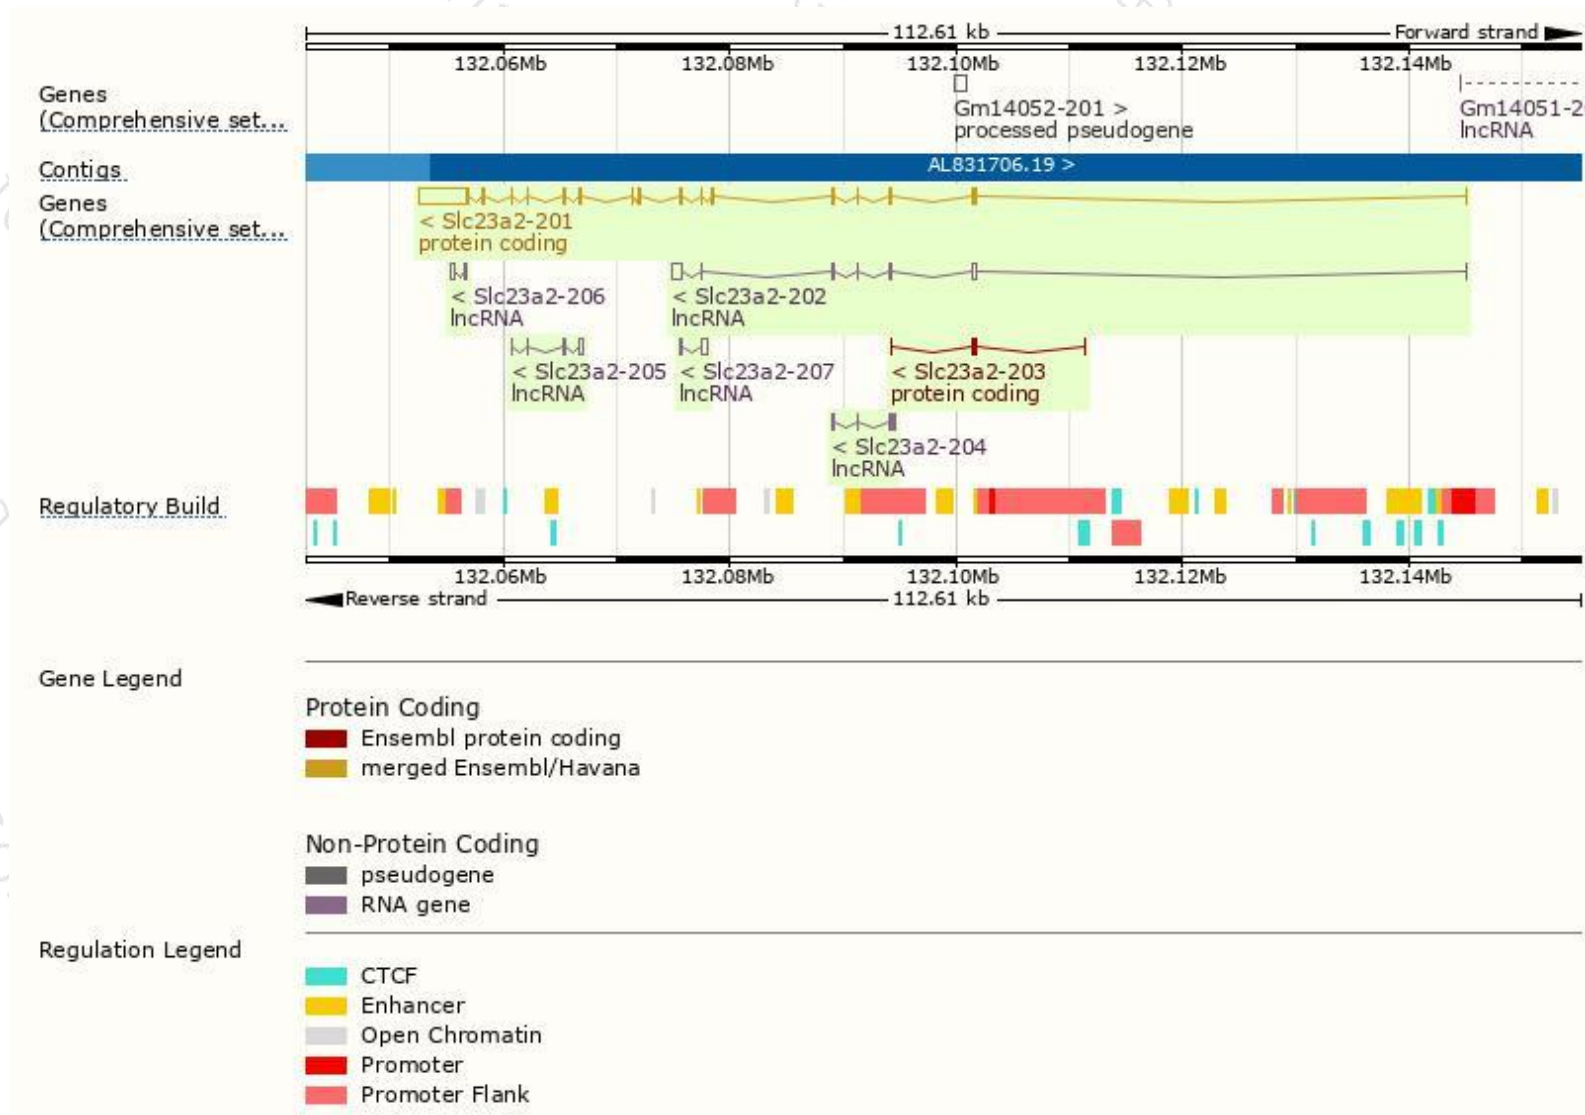 112.61 kb Forward strand
132.06Mb 132.08Mb 132.10Mb 132.12Mb 132.14Mb
Genes
(Comprehensive set...
Gm14052-201 >
processed pseudogene
Gm14051-2
lncRNA
Contigs
AL831706.19 >
Genes
(Comprehensive set...
< Slc23a2-201
protein coding
< Slc23a2-206
lncRNA
< Slc23a2-202
lncRNA
< Slc23a2-205
lncRNA
< Slc23a2-207
lncRNA
< Slc23a2-203
protein coding
< Slc23a2-204
lncRNA
Regulatory Build
132.06Mb 132.08Mb 132.10Mb 132.12Mb 132.14Mb
Reverse strand 112.61 kb
Gene Legend
Protein Coding
Ensembl protein coding
merged Ensembl/Havana
Non-Protein Coding
pseudogene
RNA gene
Regulation Legend
CTCF
Enhancer
Open Chromatin
Promoter
Promoter Flank